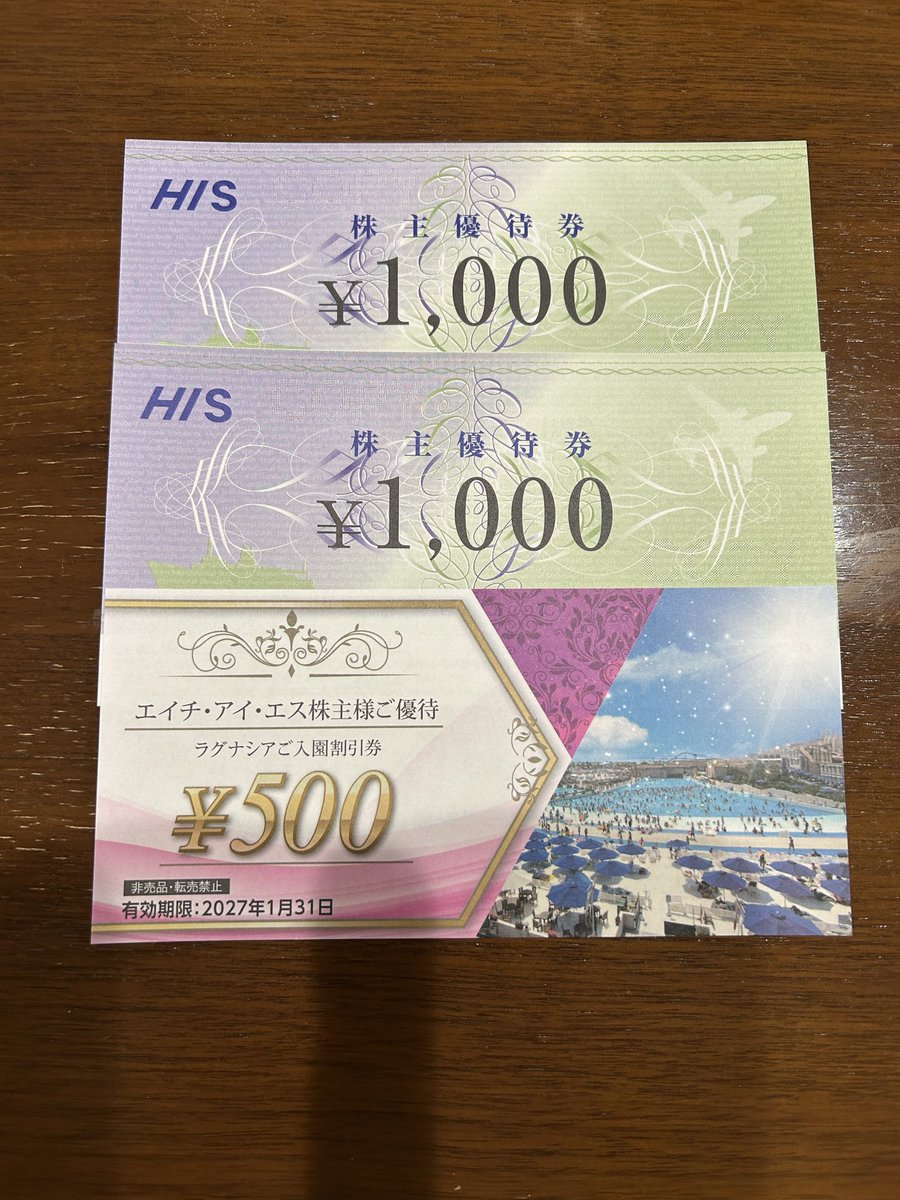 HIS
株主優待券
¥1,000
HIS
株主優待券
¥1,000
エイチ・アイ・エス株主様ご優待
ラグナシアご入園割引券
¥500
非売品・転売禁止
有効期限:2027年1月31日